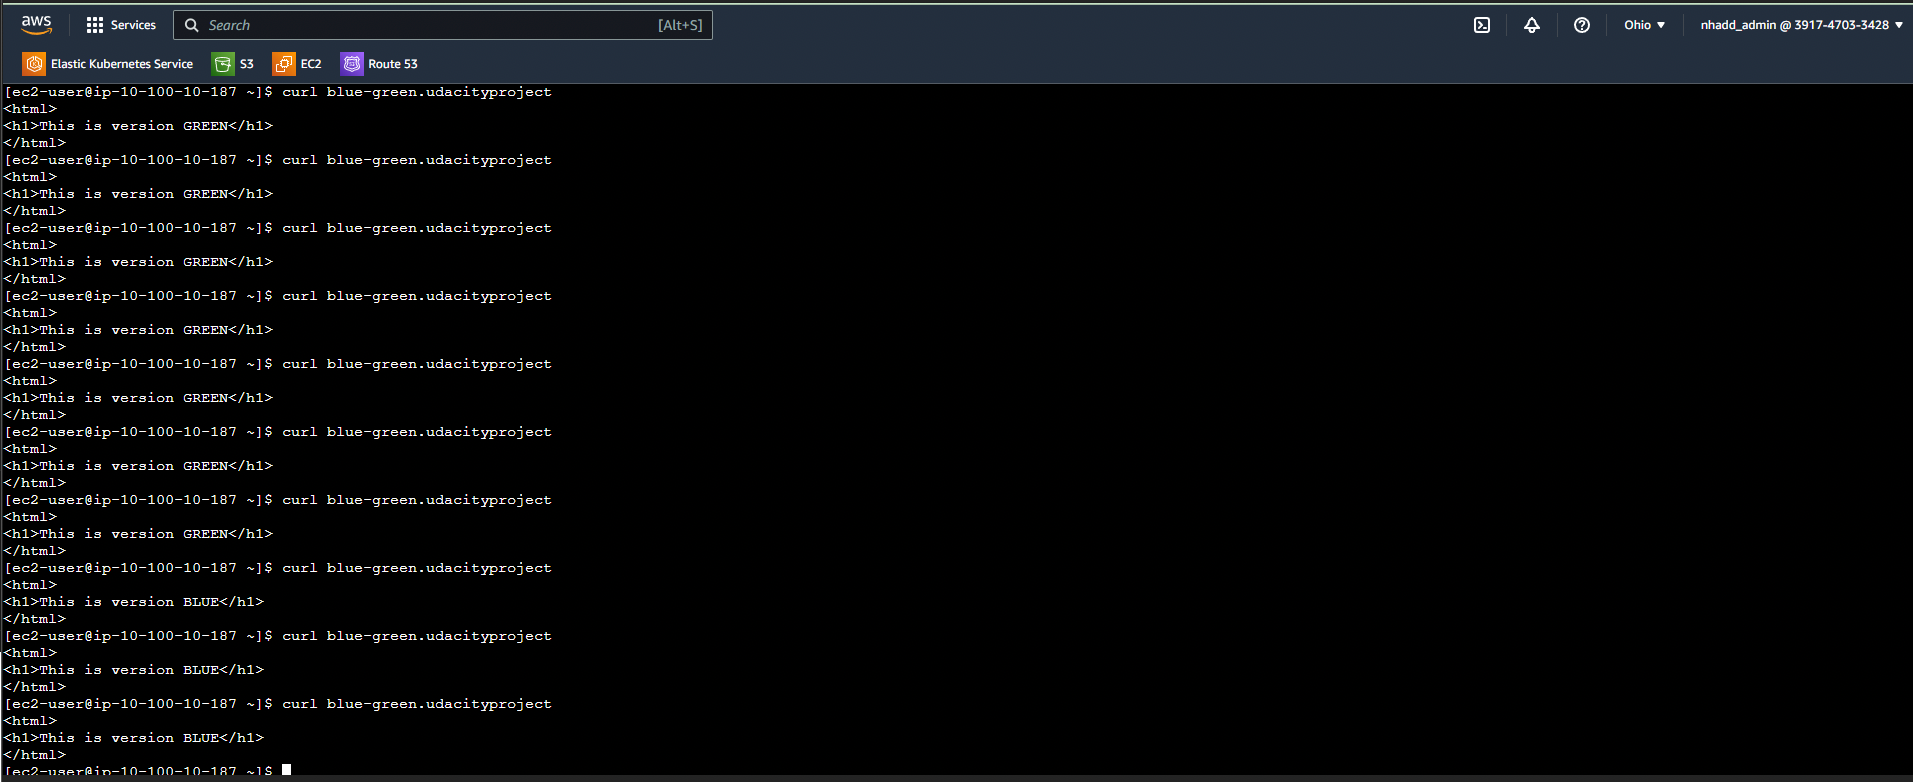 aws Services Search [Alt+S] Ohio nhadd_admin @ 3917-4703-3428
Elastic Kubernetes Service S3 EC2 Route 53
[ec2-user@ip-10-100-10-187 ~]$ curl blue-green.udacityproject
<html>
<h1>This is version GREEN</h1>
</html>
[ec2-user@ip-10-100-10-187 ~]$ curl blue-green.udacityproject
<html>
<h1>This is version GREEN</h1>
</html>
[ec2-user@ip-10-100-10-187 ~]$ curl blue-green.udacityproject
<html>
<h1>This is version GREEN</h1>
</html>
[ec2-user@ip-10-100-10-187 ~]$ curl blue-green.udacityproject
<html>
<h1>This is version GREEN</h1>
</html>
[ec2-user@ip-10-100-10-187 ~]$ curl blue-green.udacityproject
<html>
<h1>This is version GREEN</h1>
</html>
[ec2-user@ip-10-100-10-187 ~]$ curl blue-green.udacityproject
<html>
<h1>This is version GREEN</h1>
</html>
[ec2-user@ip-10-100-10-187 ~]$ curl blue-green.udacityproject
<html>
<h1>This is version GREEN</h1>
</html>
[ec2-user@ip-10-100-10-187 ~]$ curl blue-green.udacityproject
<html>
<h1>This is version BLUE</h1>
</html>
[ec2-user@ip-10-100-10-187 ~]$ curl blue-green.udacityproject
<html>
<h1>This is version BLUE</h1>
</html>
[ec2-user@ip-10-100-10-187 ~]$ curl blue-green.udacityproject
<html>
<h1>This is version BLUE</h1>
</html>
[ec2-user@ip-10-100-10-187 ~]$